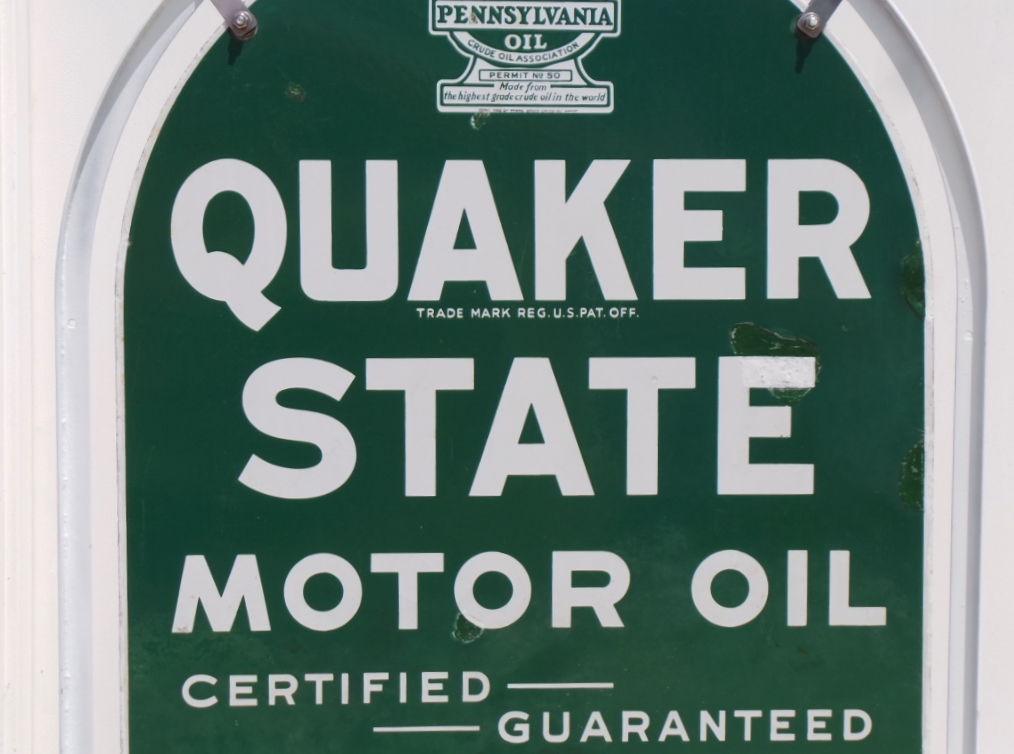 PENNSYLVANIA
OIL
CRUDE OIL ASSOCIATION
PERMIT Nº 50
Made from
the highest grade crude oil in the world
QUAKER
TRADE MARK REG. U.S. PAT. OFF.
STATE
MOTOR OIL
CERTIFIED
GUARANTEED